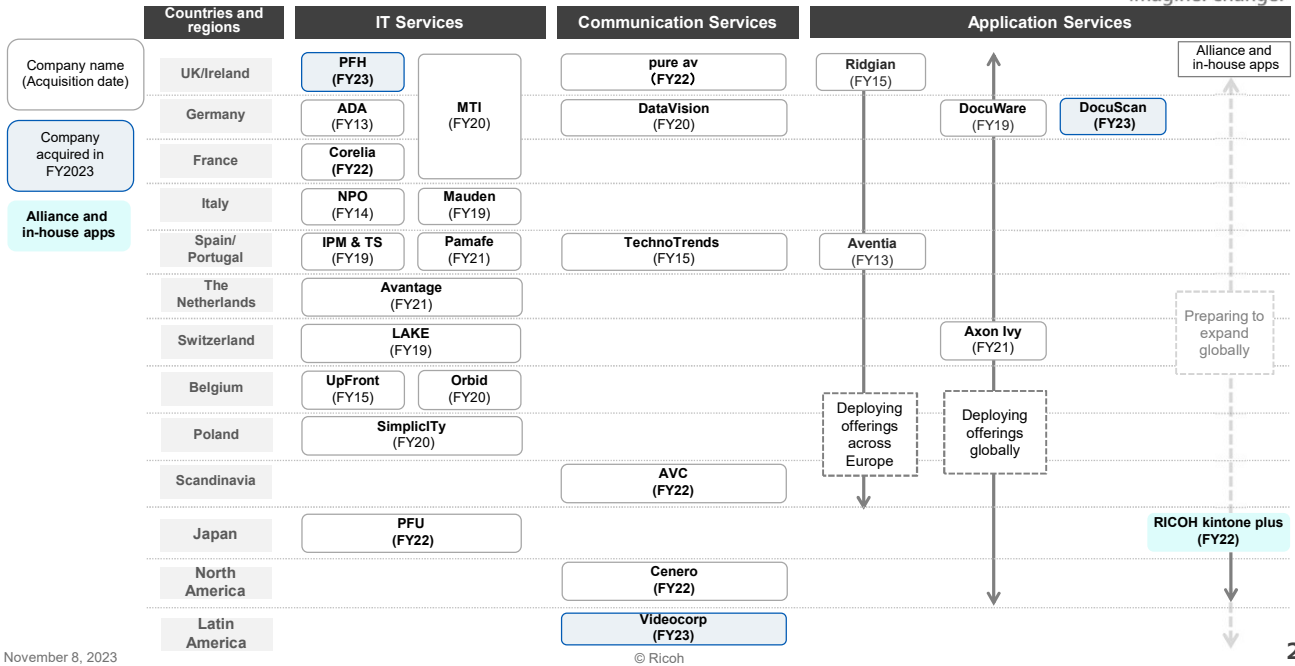 Countries and
regions
IT Services
Communication Services
Application Services
Company name
(Acquisition date)
Company
acquired in
FY2023
Alliance and
in-house apps
UK/Ireland
PFH
(FY23)
MTI
(FY20)
pure av
(FY22)
Ridgian
(FY15)
Alliance and
in-house apps
Germany
ADA
(FY13)
DataVision
(FY20)
DocuWare
(FY19)
DocuScan
(FY23)
France
Corelia
(FY22)
Italy
NPO
(FY14)
Mauden
(FY19)
Spain/
Portugal
IPM & TS
(FY19)
Pamafe
(FY21)
TechnoTrends
(FY15)
Aventia
(FY13)
The
Netherlands
Avantage
(FY21)
Switzerland
LAKE
(FY19)
Axon Ivy
(FY21)
Preparing to
expand
globally
Belgium
UpFront
(FY15)
Orbid
(FY20)
Deploying
offerings
across
Europe
Deploying
offerings
globally
Poland
SimplicITy
(FY20)
Scandinavia
AVC
(FY22)
Japan
PFU
(FY22)
RICOH kintone plus
(FY22)
North
America
Cenero
(FY22)
Latin
America
Videocorp
(FY23)
November 8, 2023
© Ricoh